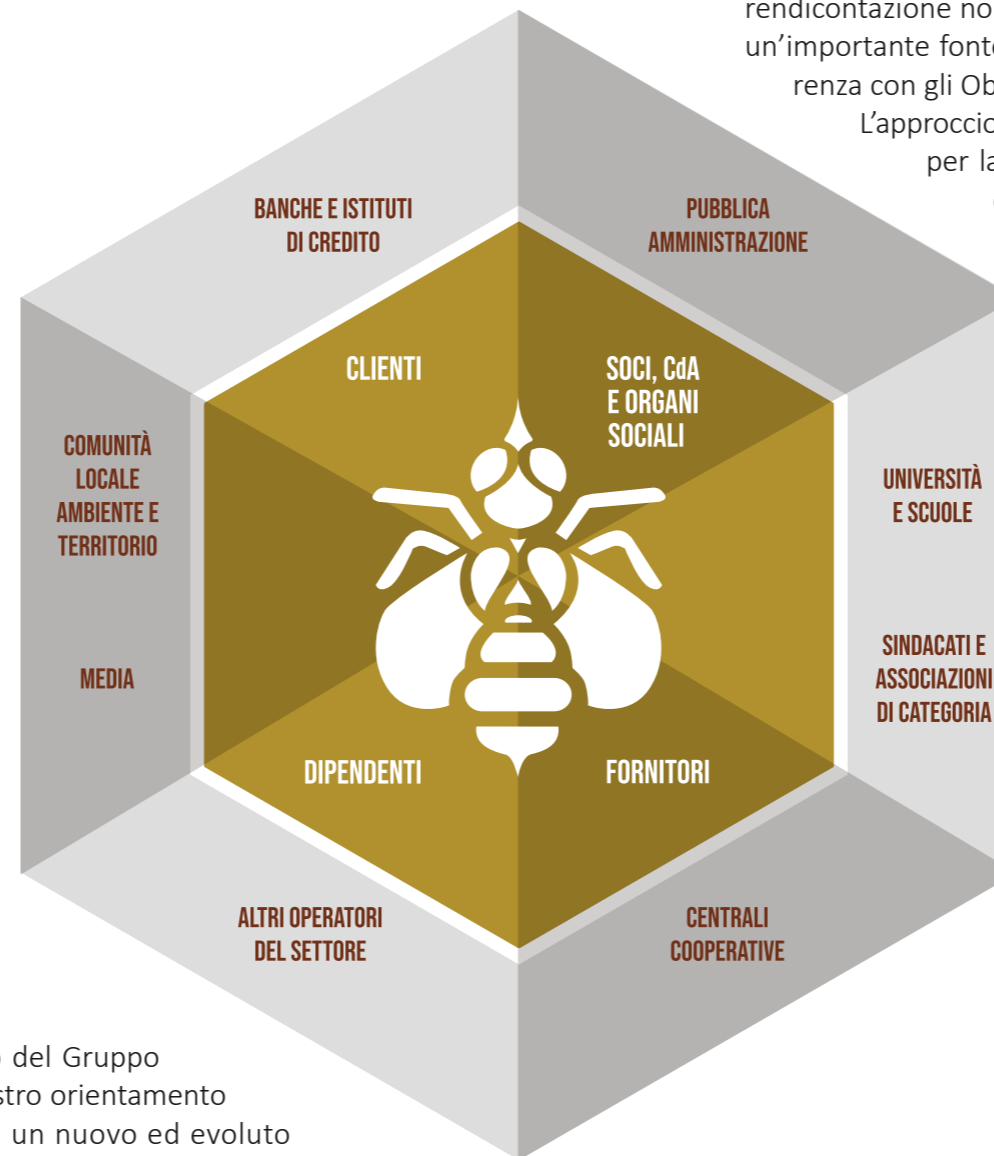 rendicontazione no
un'importante font
renza con gli Ob
L'approccio
per la
BANCHE E ISTITUTI
DI CREDITO
PUBBLICA
AMMINISTRAZIONE
CLIENTI
SOCI, CdA
E ORGANI
SOCIALI
COMUNITÀ
LOCALE
AMBIENTE E
TERRITORIO
UNIVERSITÀ
E SCUOLE
MEDIA
SINDACATI E
ASSOCIAZIONI
DI CATEGORIA
DIPENDENTI
FORNITORI
ALTRI OPERATORI
DEL SETTORE
CENTRALI
COOPERATIVE
del Gruppo
stro orientamento
un nuovo ed evoluto